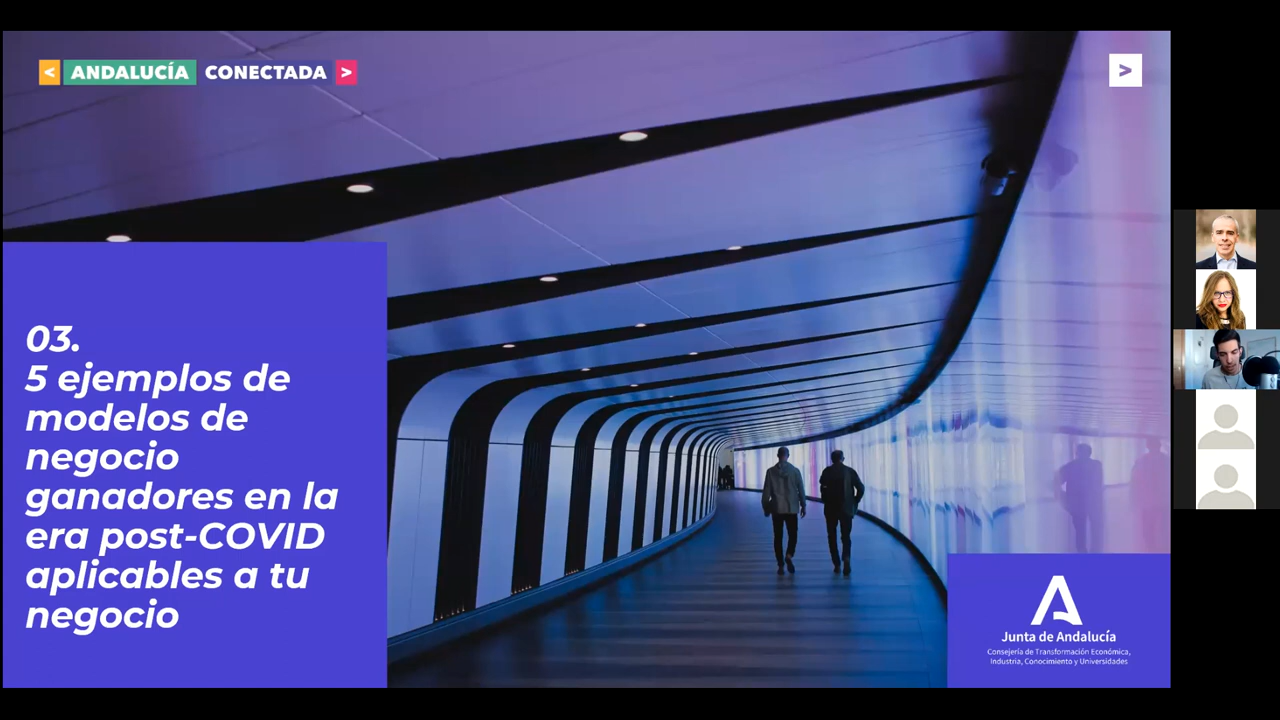 < ANDALUCÍA CONECTADA >
>
03.
5 ejemplos de
modelos de
negocio
ganadores en la
era post-COVID
aplicables a tu
negocio
Junta de Andalucía
Consejería de Transformación Económica,
Industria, Conocimiento y Universidades